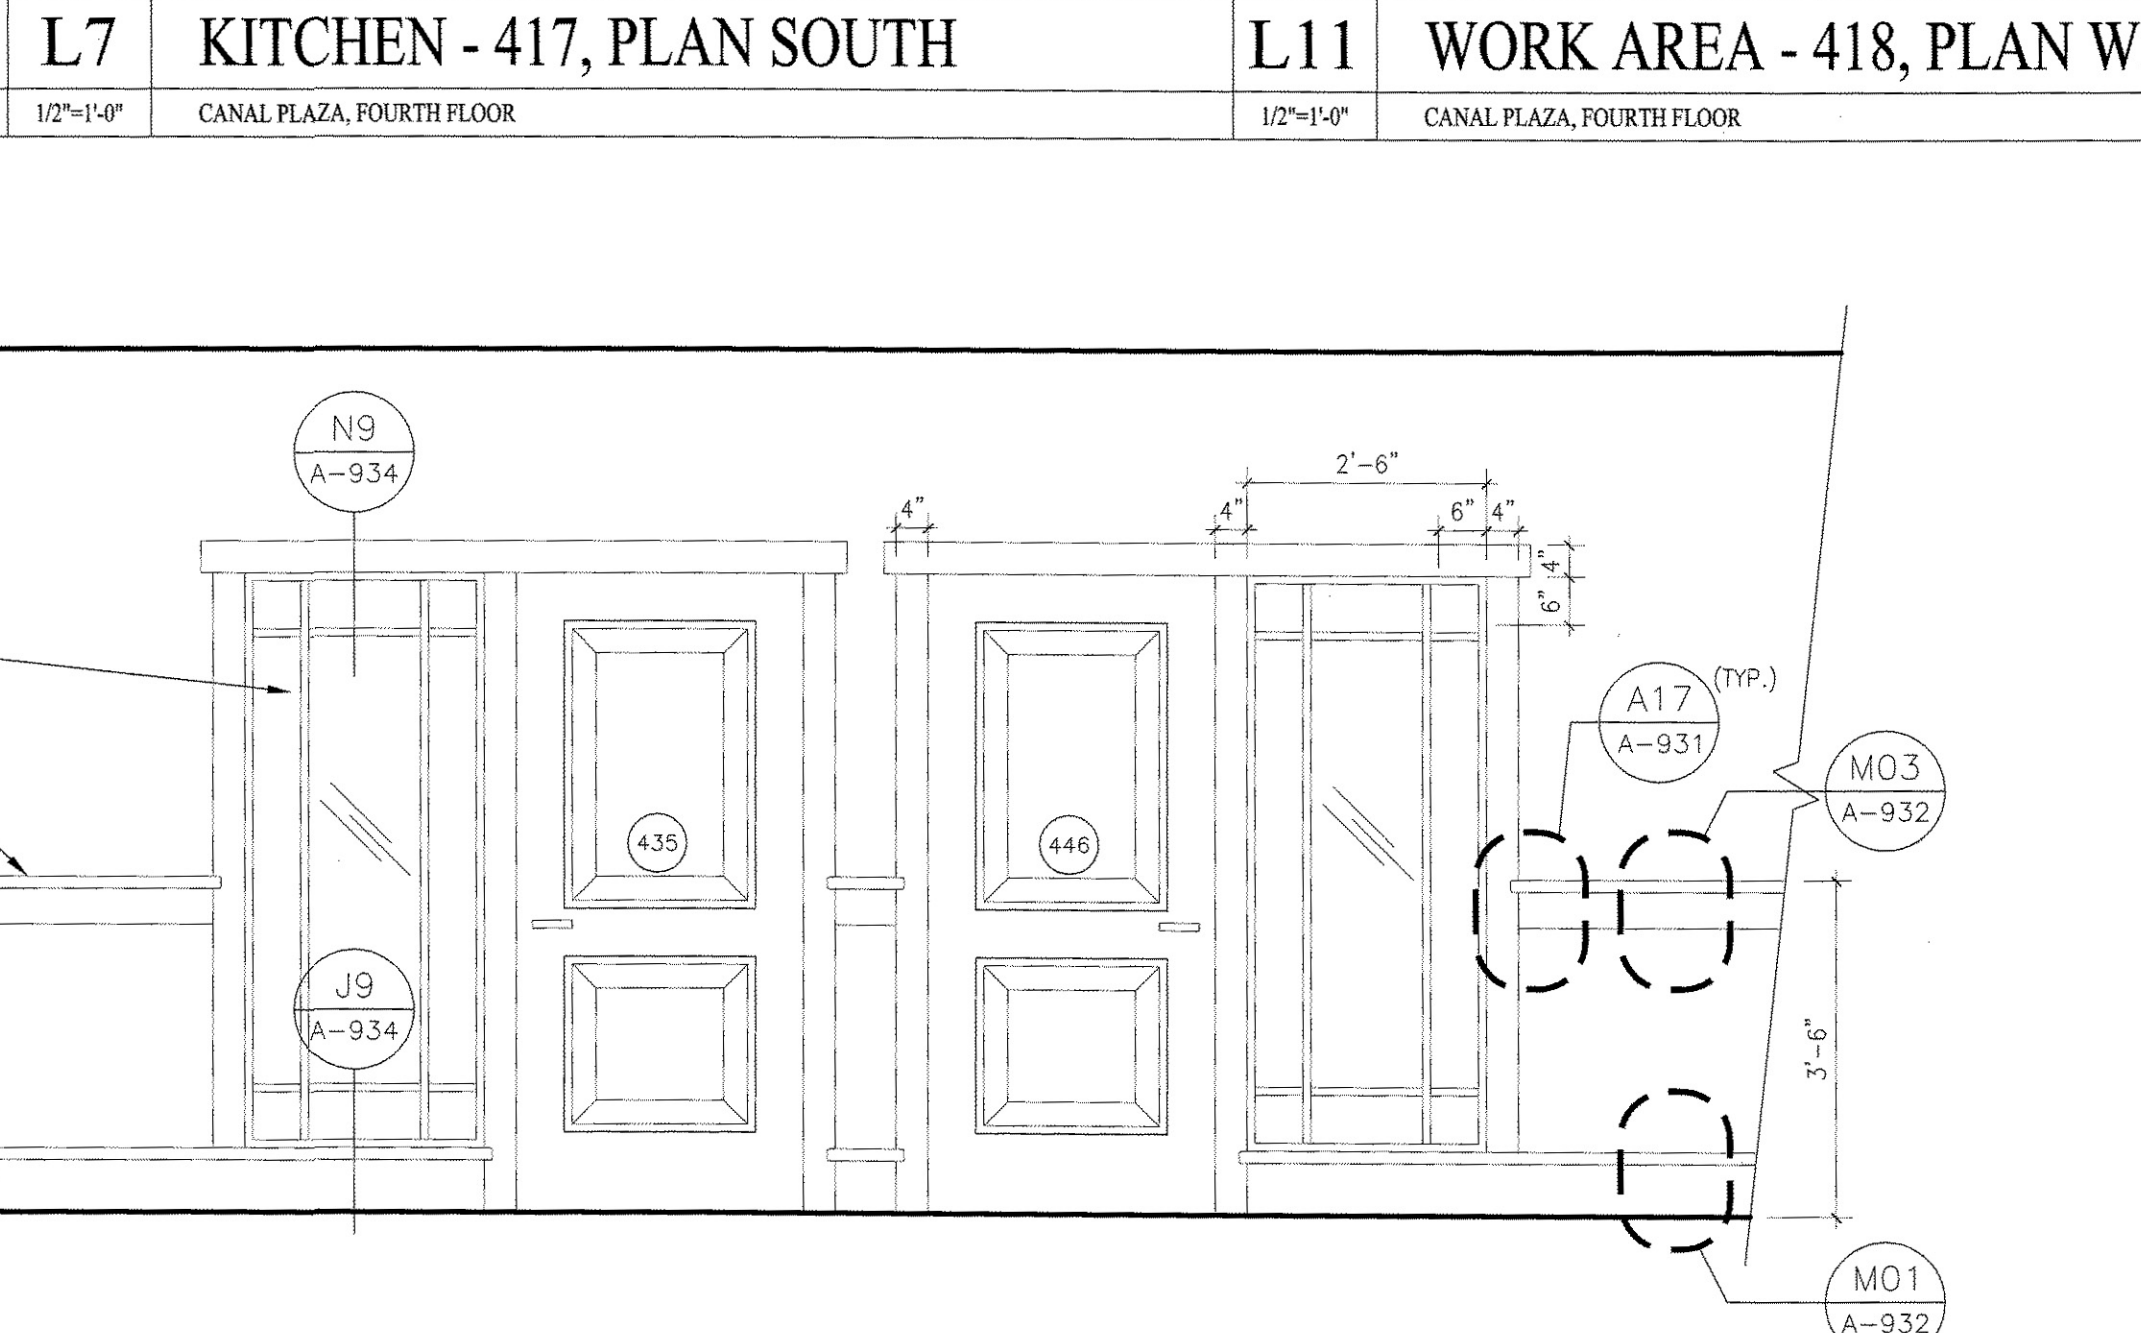 L7
KITCHEN - 417, PLAN SOUTH
L11
WORK AREA - 418, PLAN W
1/2"=1'-0"
CANAL PLAZA, FOURTH FLOOR
1/2"=1'-0"
CANAL PLAZA, FOURTH FLOOR
N9
A-934
2'-6"
4"
4"
6"
4"
4"
6"
A17
(TYP.)
A-931
M03
A-932
435
446
J9
A-934
3'-6"
M01
A-932